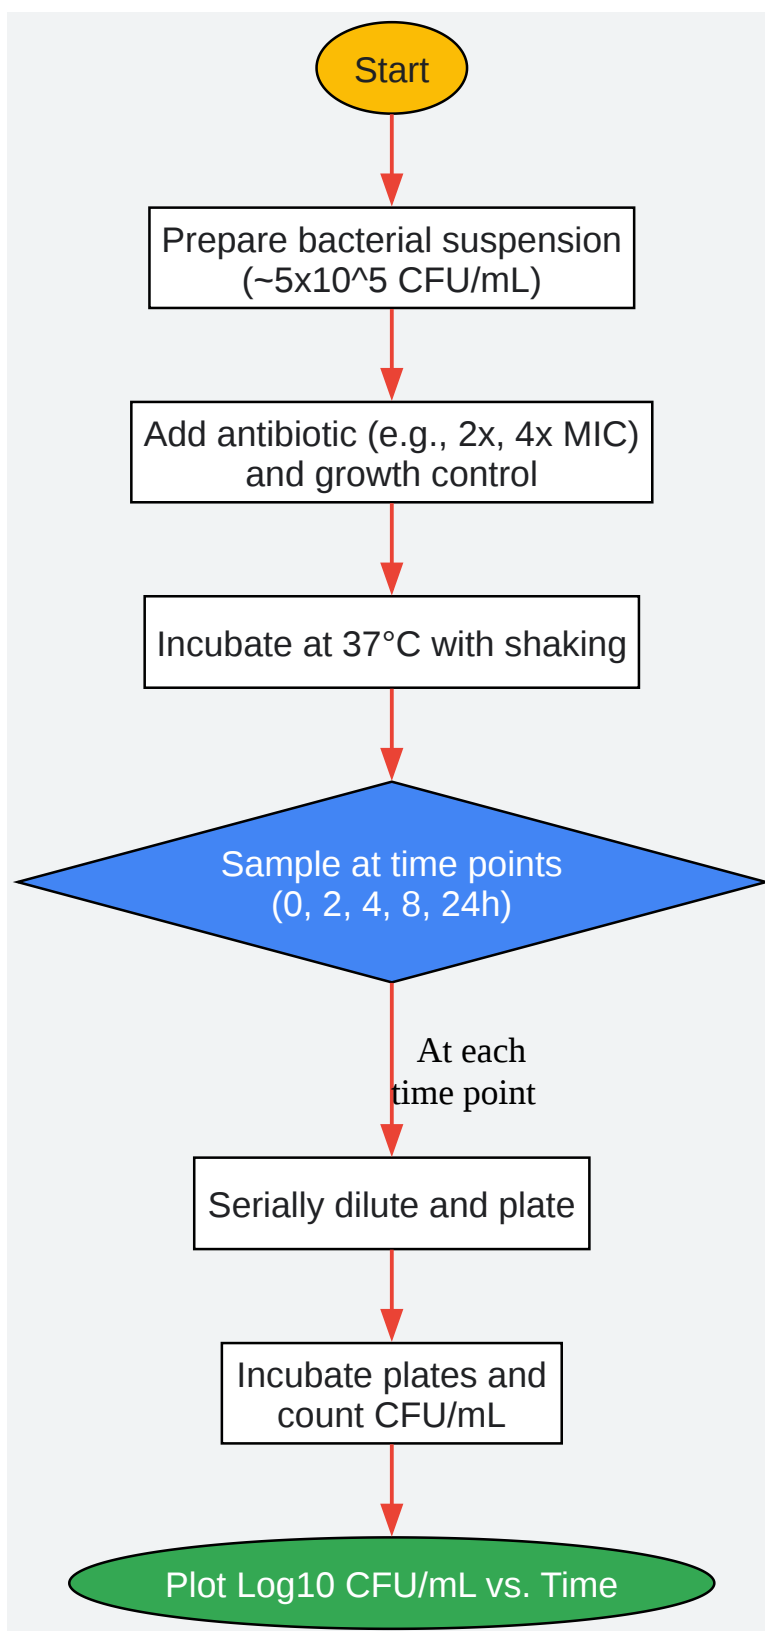 Start
Prepare bacterial suspension
(~5x10^5 CFU/mL)
Add antibiotic (e.g., 2x, 4x MIC)
and growth control
Incubate at 37°C with shaking
Sample at time points
(0, 2, 4, 8, 24h)
At each
time point
Serially dilute and plate
Incubate plates and
count CFU/mL
Plot Log10 CFU/mL vs. Time